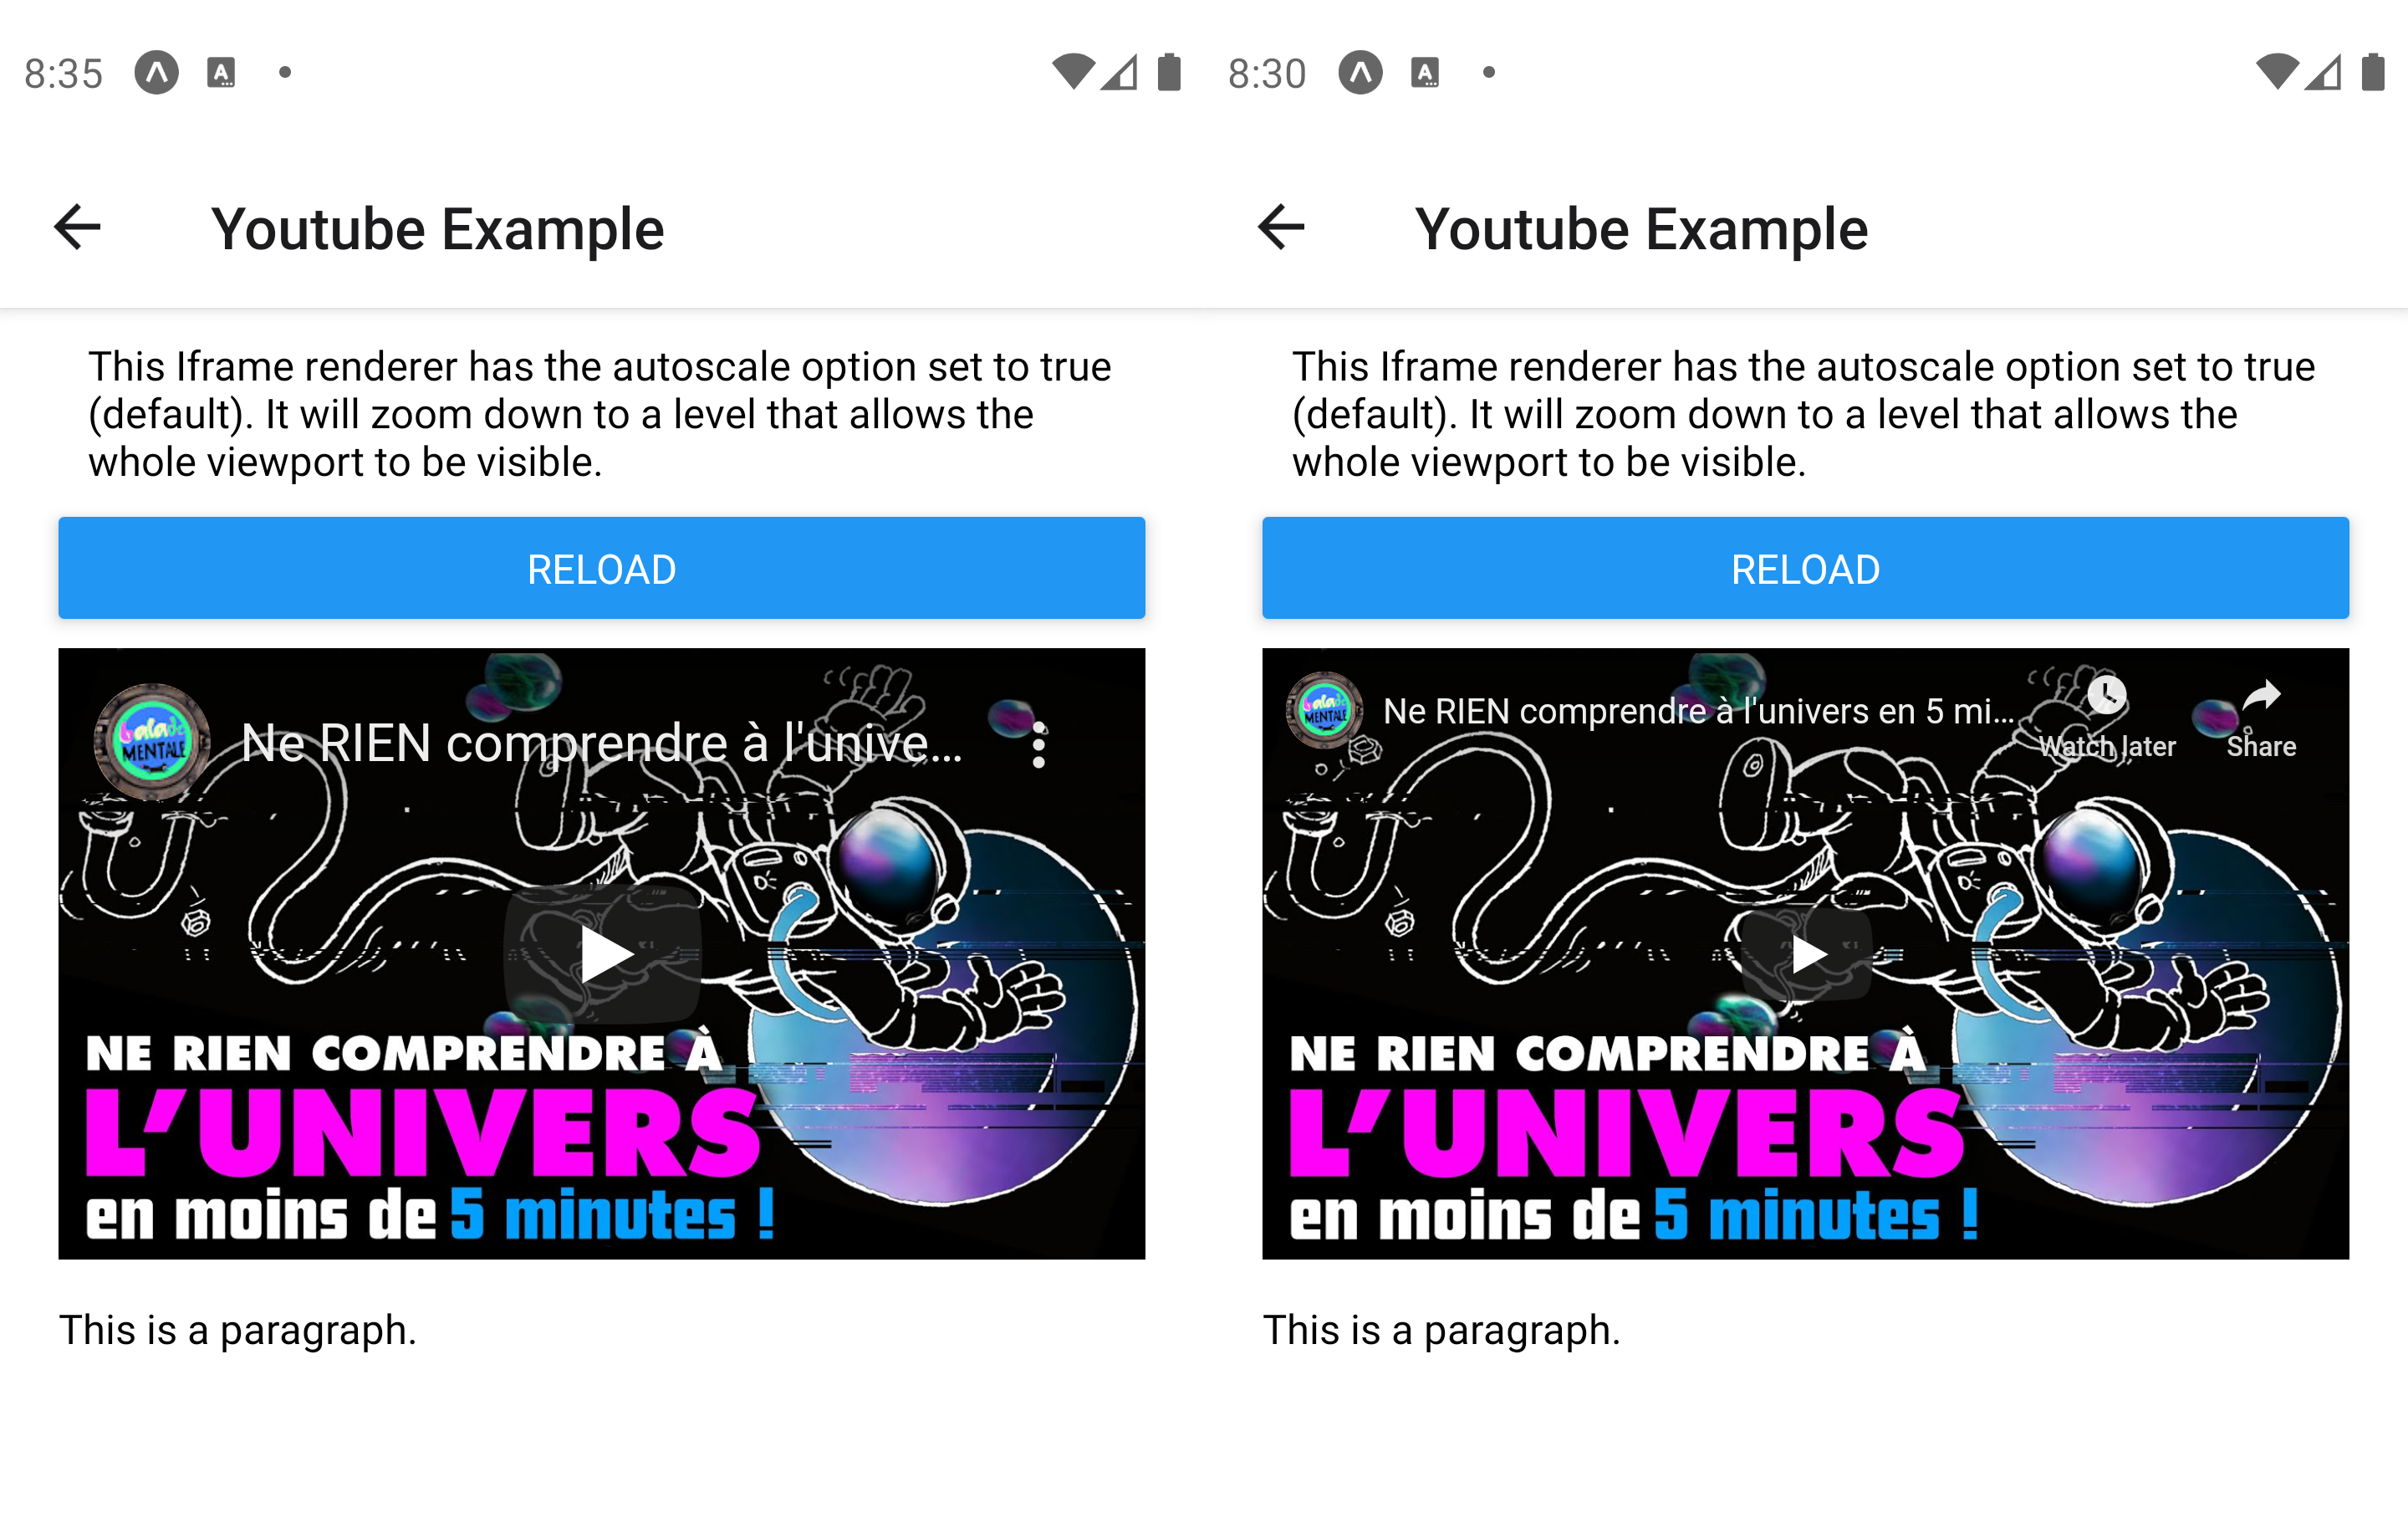 8:35
Youtube Example
This Iframe renderer has the autoscale option set to true
(default). It will zoom down to a level that allows the
whole viewport to be visible.
RELOAD
balade
MENTALE
Ne RIEN comprendre à l'unive...
NE RIEN COMPRENDRE À
L'UNIVERS
en moins de 5 minutes !
This is a paragraph.
8:30
Youtube Example
This Iframe renderer has the autoscale option set to true
(default). It will zoom down to a level that allows the
whole viewport to be visible.
RELOAD
balade
MENTALE
Ne RIEN comprendre à l'univers en 5 mi...
Watch later
Share
NE RIEN COMPRENDRE À
L'UNIVERS
en moins de 5 minutes !
This is a paragraph.